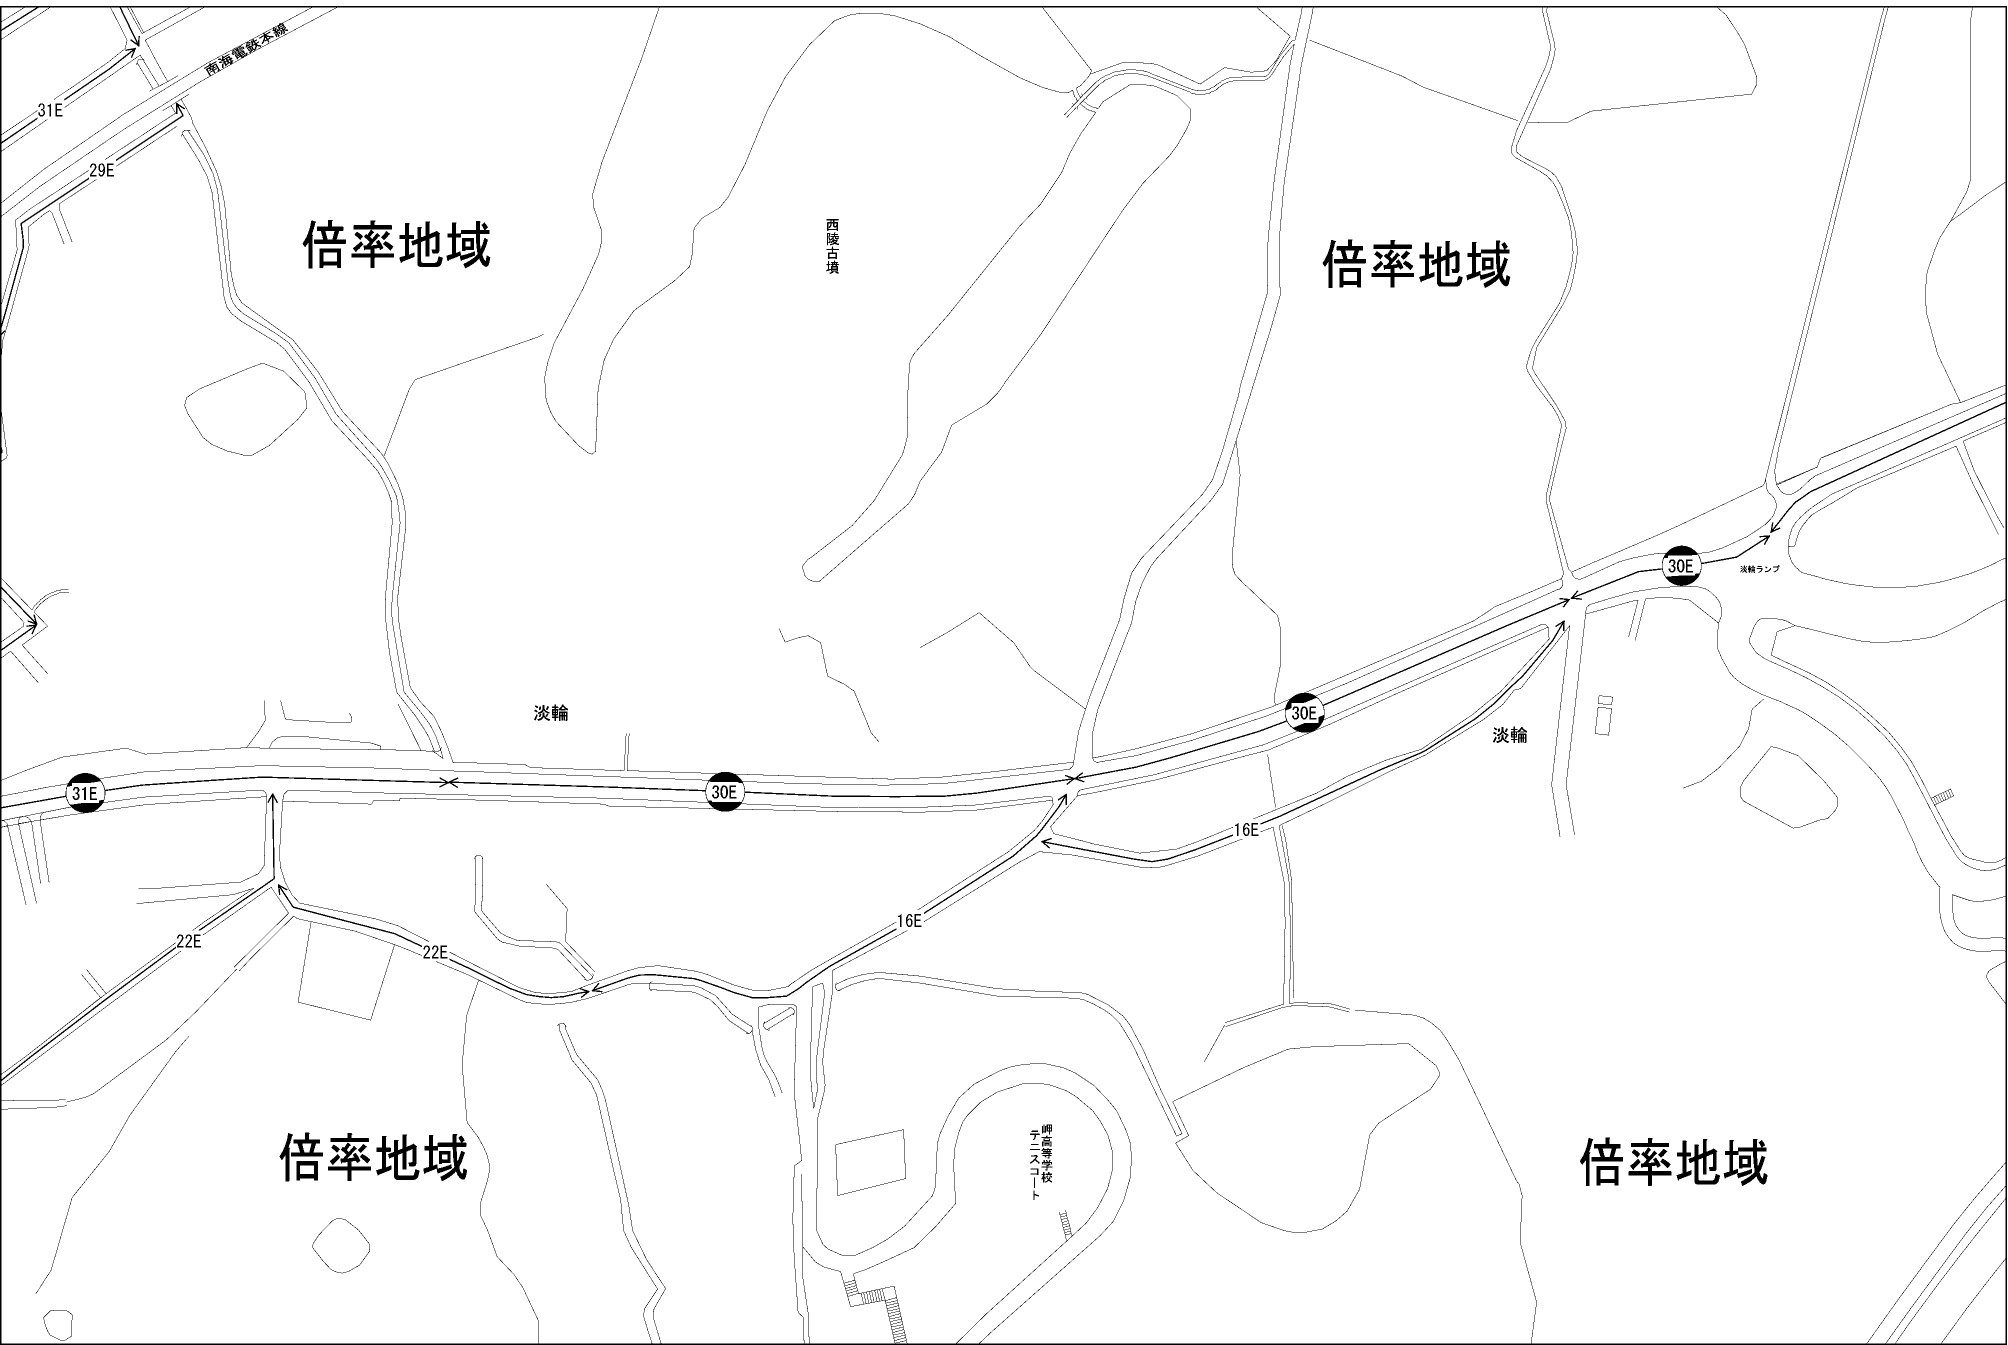 南海電鉄本線
31E
29E
倍率地域
西陵古墳
倍率地域
30E
淡輪ランプ
淡輪
30E
淡輪
31E
30E
16E
16E
22E
22E
倍率地域
岬高等学校
テニスコート
倍率地域